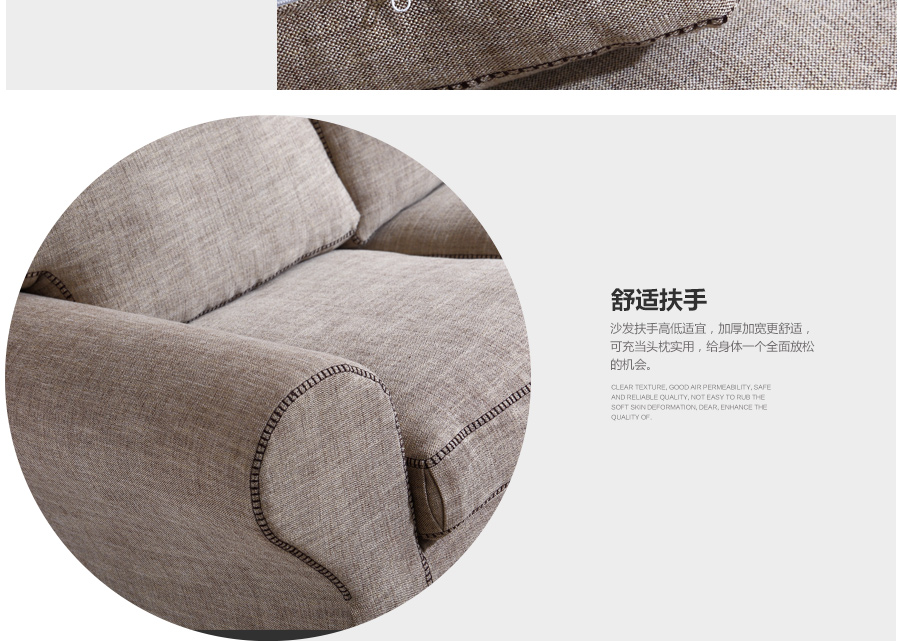 舒适扶手
沙发扶手高低适宜，加厚加宽更舒适，
可充当头枕实用，给身体一个全面放松
的机会。
CLEAR TEXTURE, GOOD AIR PERMEABILITY, SAFE
AND RELIABLE QUALITY, NOT EASY TO RUB THE
SOFT SKIN DEFORMATION, DEAR, ENHANCE THE
QUALITY OF.